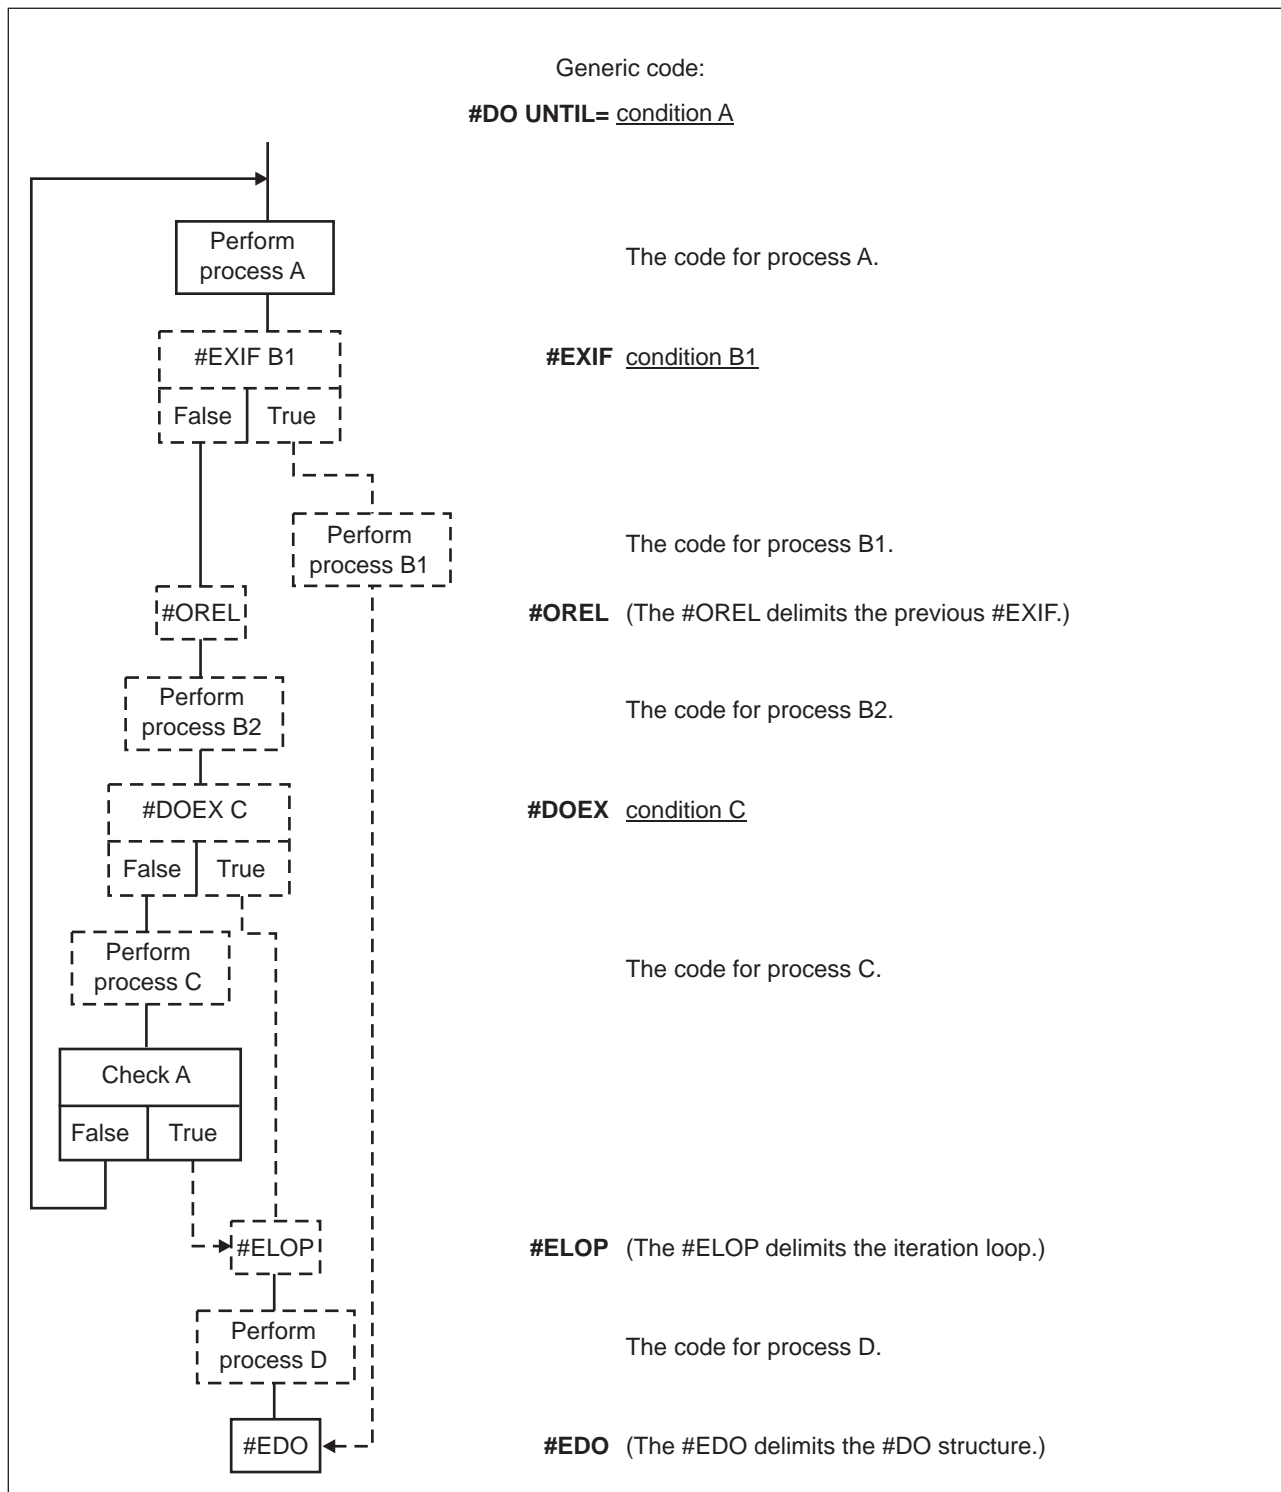 Generic code:
#DO UNTIL= condition A
Perform
process A
The code for process A.
#EXIF B1
#EXIF condition B1
False True
Perform
process B1
The code for process B1.
#OREL
#OREL (The #OREL delimits the previous #EXIF.)
Perform
process B2
The code for process B2.
#DOEX C
#DOEX condition C
False True
Perform
process C
The code for process C.
Check A
False True
#ELOP
#ELOP (The #ELOP delimits the iteration loop.)
Perform
process D
The code for process D.
#EDO
#EDO (The #EDO delimits the #DO structure.)